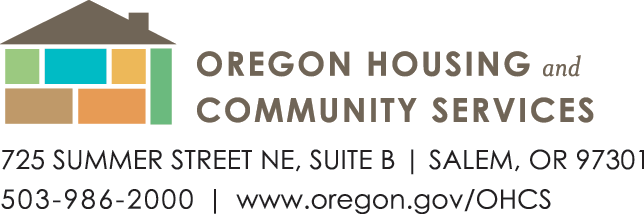 OREGON HOUSING and
COMMUNITY SERVICES
725 SUMMER STREET NE, SUITE B | SALEM, OR 97301
503-986-2000 | www.oregon.gov/OHCS